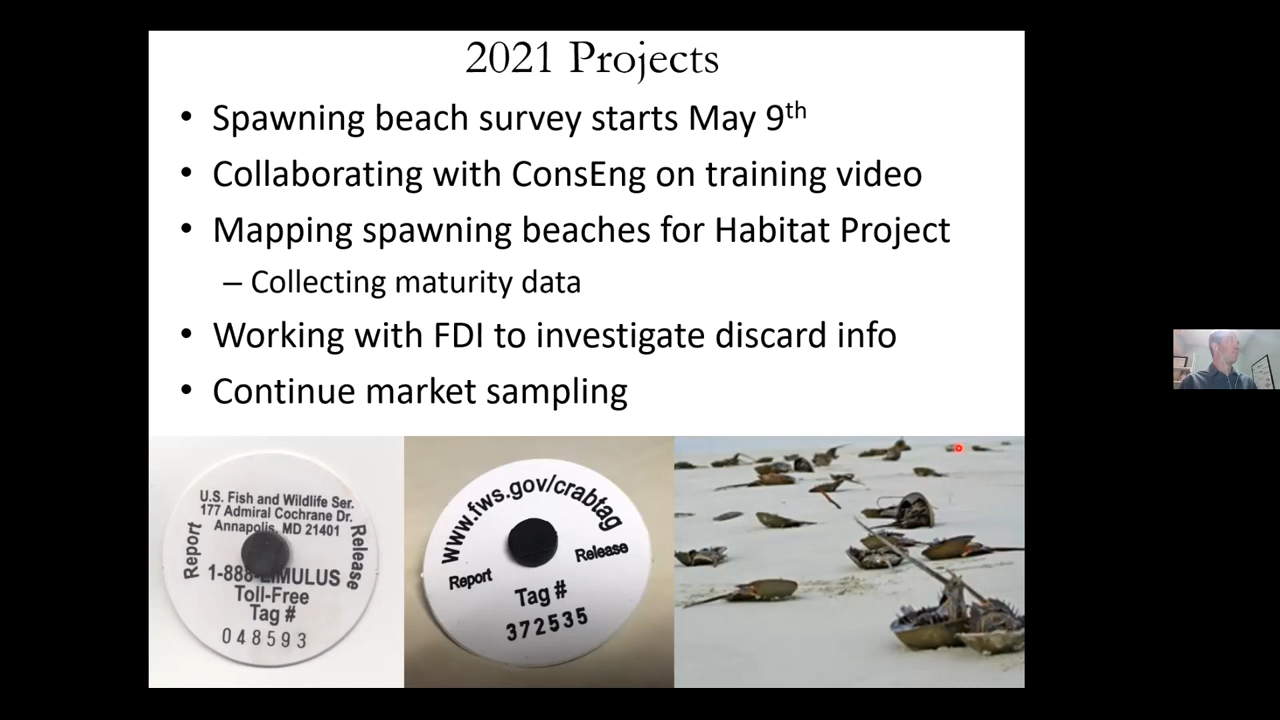 2021 Projects
• Spawning beach survey starts May 9th
• Collaborating with ConsEng on training video
• Mapping spawning beaches for Habitat Project
– Collecting maturity data
• Working with FDI to investigate discard info
• Continue market sampling
U.S. Fish and Wildlife Ser.
177 Admiral Cochrane Dr.
Annapolis, MD 21401
Report
Release
1-888-LIMULUS
Toll-Free
Tag #
048593
www.fws.gov/crabtag
Report
Release
Tag #
372535